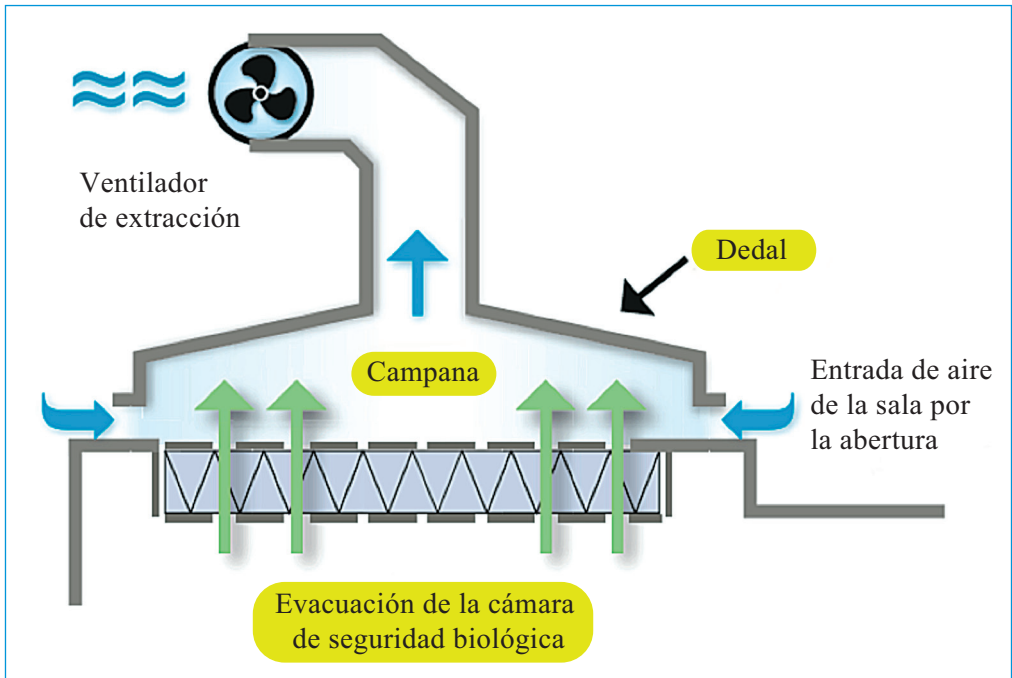 Ventilador
de extracción
Dedal
Campana
Entrada de aire
de la sala por
la abertura
Evacuación de la cámara
de seguridad biológica